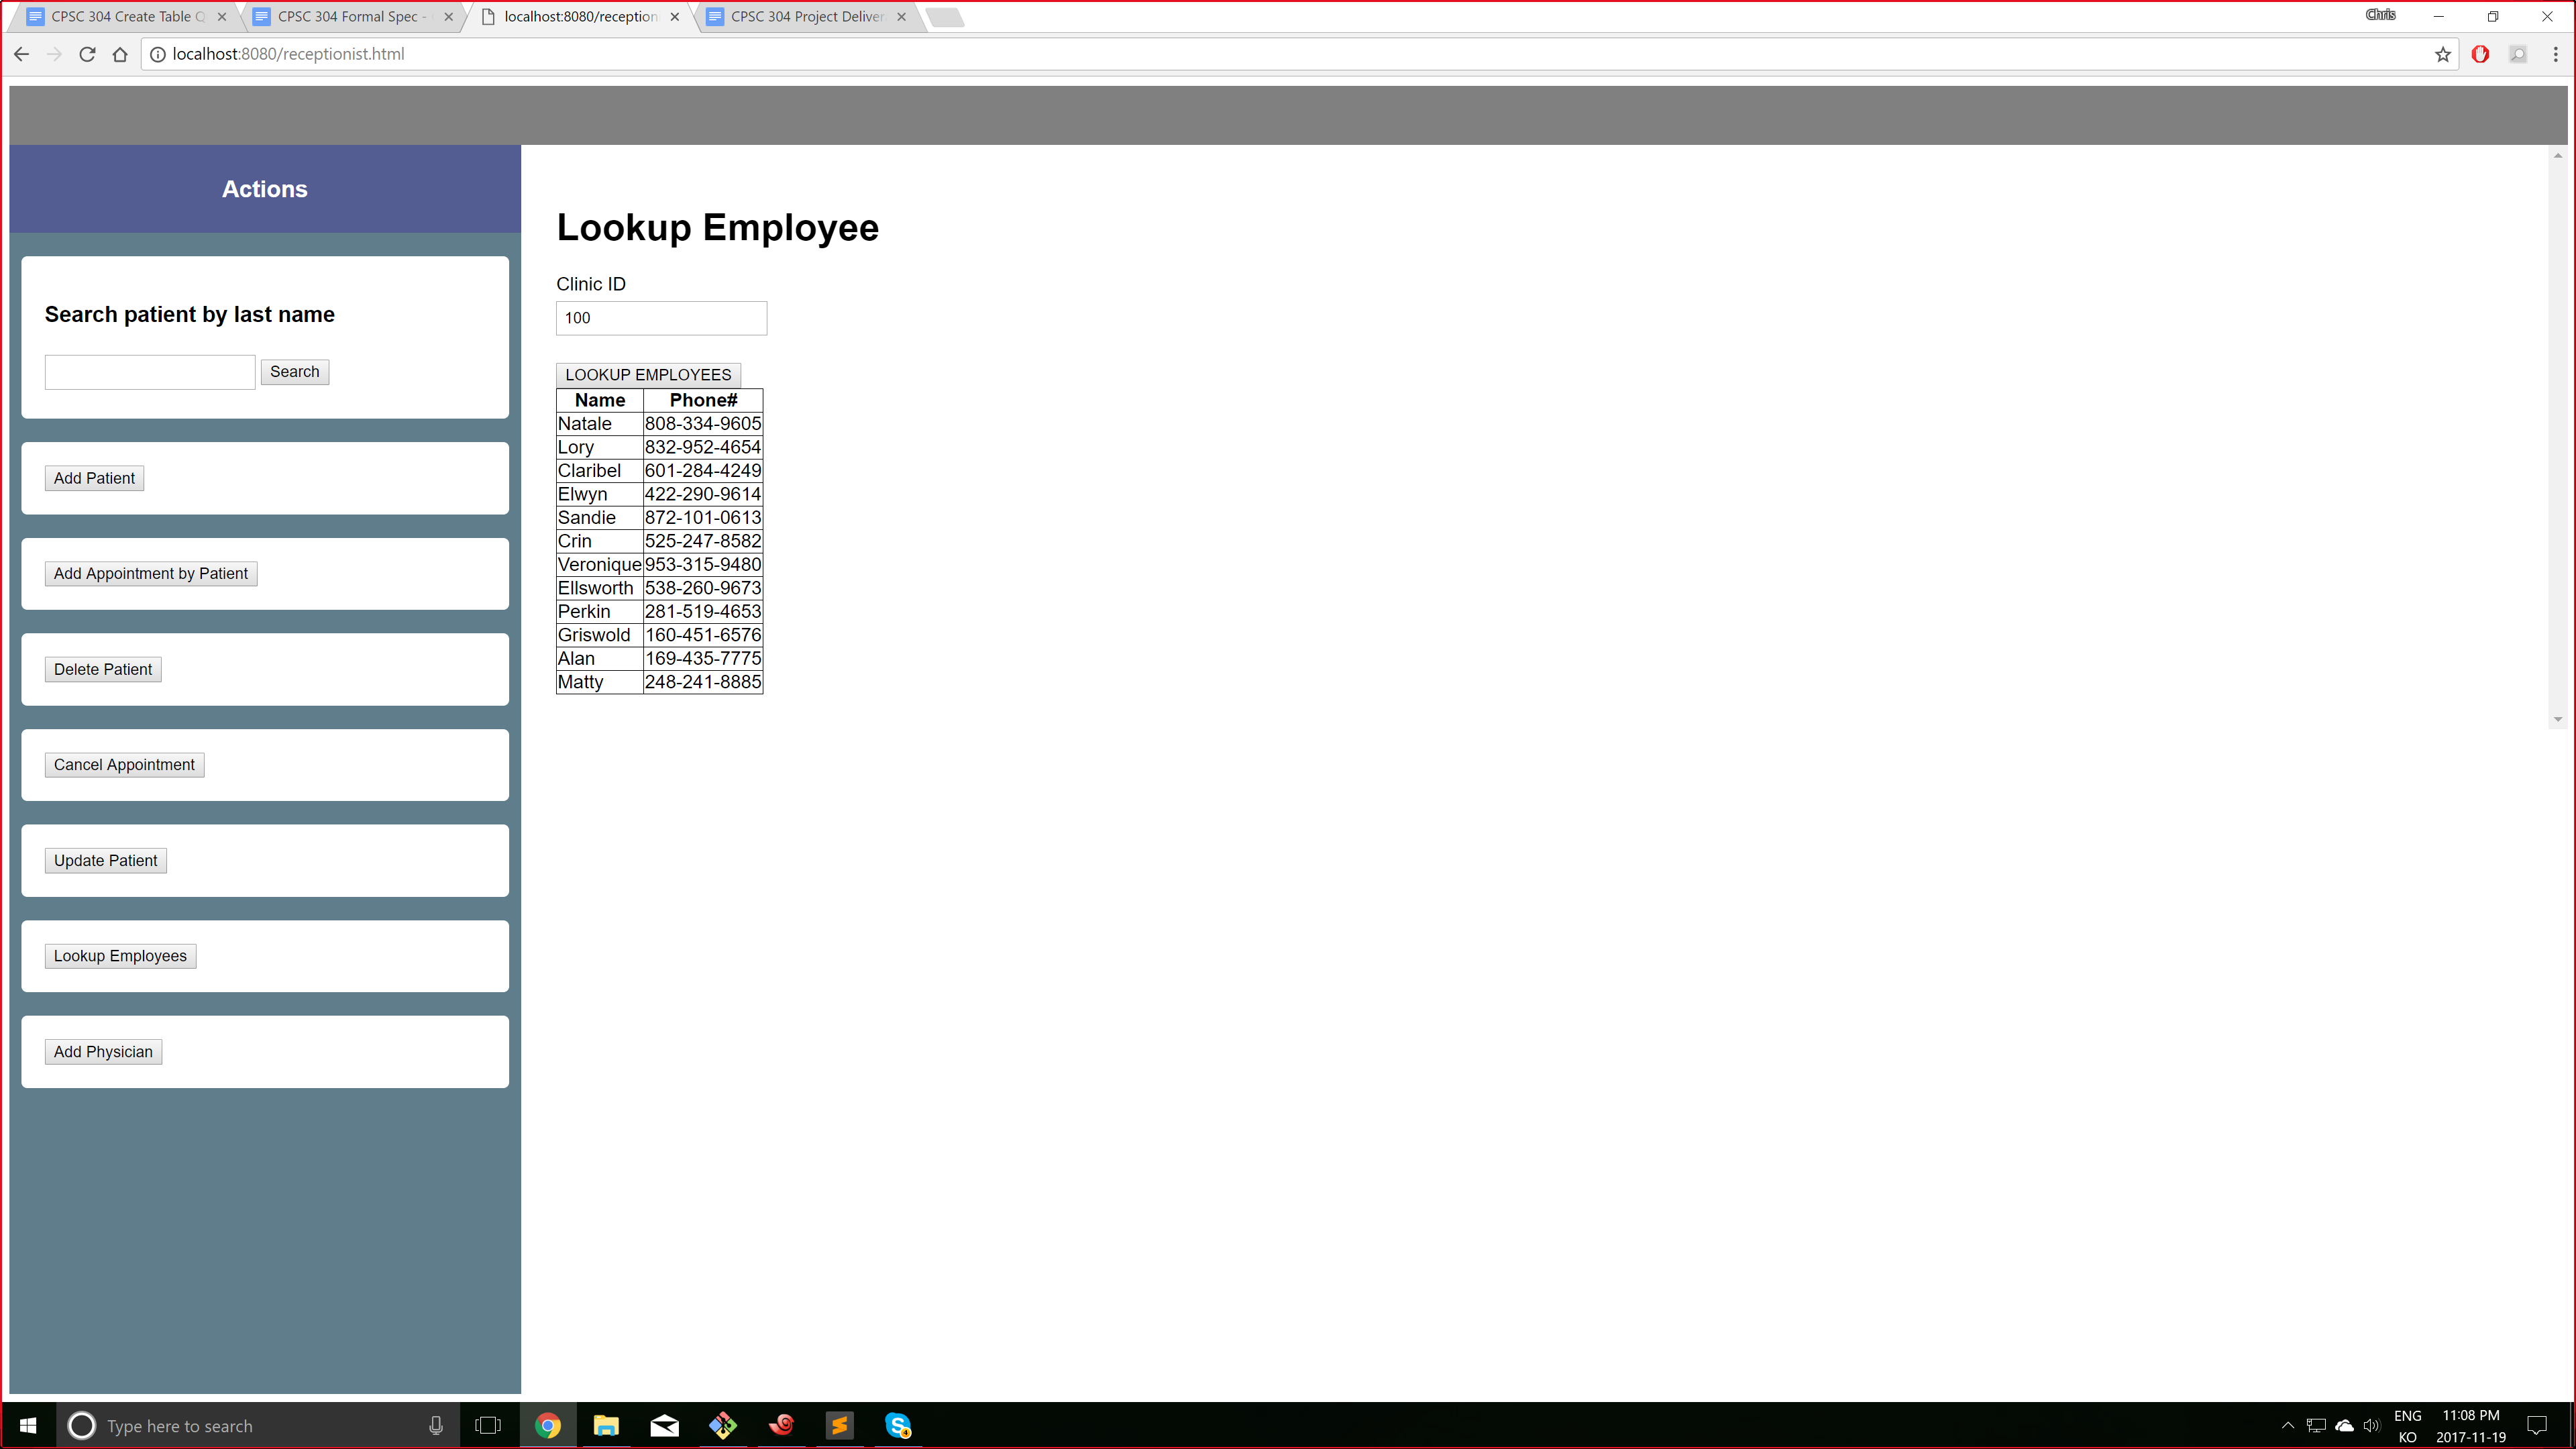 CPSC 304 Create Table Q
CPSC 304 Formal Spec -
localhost:8080/reception
CPSC 304 Project Deliver
Chris
localhost:8080/receptionist.html
Actions
Search patient by last name
Search
Add Patient
Add Appointment by Patient
Delete Patient
Cancel Appointment
Update Patient
Lookup Employees
Add Physician
Lookup Employee
Clinic ID
100
LOOKUP EMPLOYEES
Name Phone#
Natale 808-334-9605
Lory 832-952-4654
Claribel 601-284-4249
Elwyn 422-290-9614
Sandie 872-101-0613
Crin 525-247-8582
Veronique 953-315-9480
Ellsworth 538-260-9673
Perkin 281-519-4653
Griswold 160-451-6576
Alan 169-435-7775
Matty 248-241-8885
Type here to search
S
4
ENG
KO
11:08 PM
2017-11-19